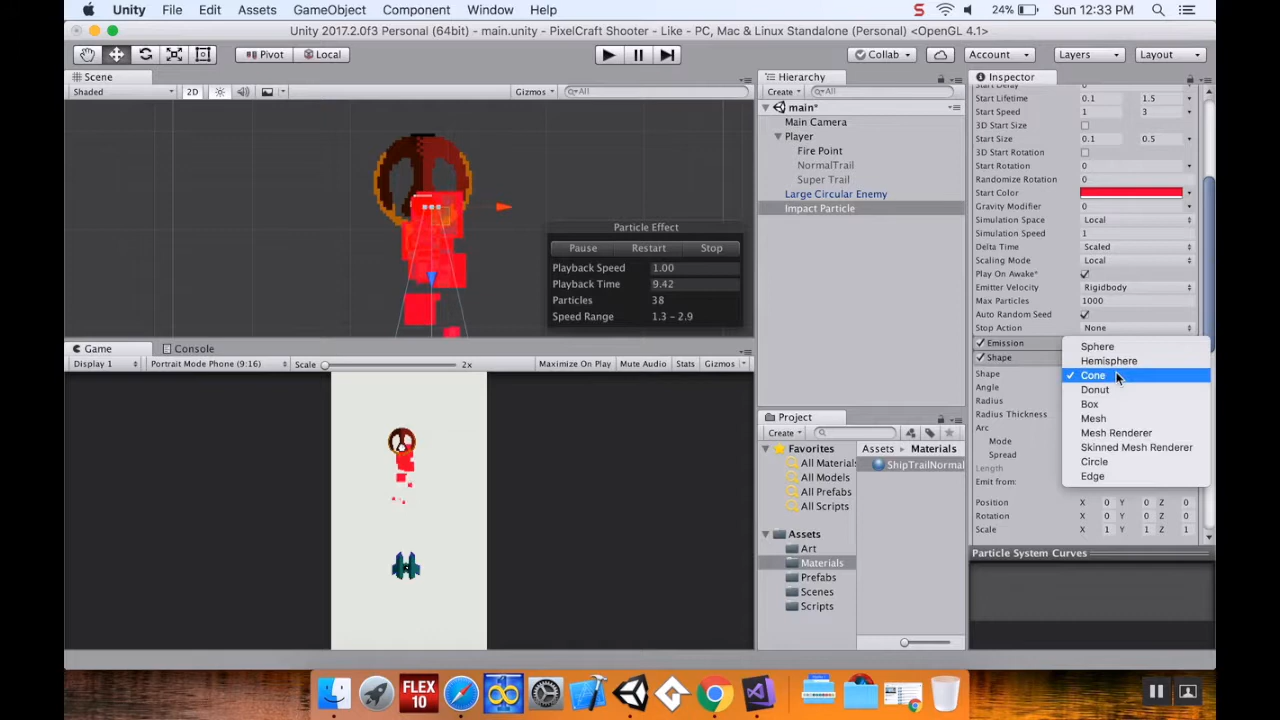 Unity File Edit Assets GameObject Component Window Help 24% Sun 12:33 PM
Unity 2017.2.0f3 Personal (64bit) - main.unity - PixelCraft Shooter - Like - PC, Mac & Linux Standalone (Personal) <OpenGL 4.1>
Pivot Local Collab Account Layers Layout
Scene
Shaded 2D Gizmos All
Particle Effect
Pause Restart Stop
Playback Speed 1.00
Playback Time 9.42
Particles 38
Speed Range 1.3 - 2.9
Game Console
Display 1 Portrait Mode Phone (9:16) Scale 2x Maximize On Play Mute Audio Stats Gizmos
Hierarchy
Create All
main*
Main Camera
Player
Fire Point
NormalTrail
Super Trail
Large Circular Enemy
Impact Particle
Project
Create
Favorites
All Materials
All Models
All Prefabs
All Scripts
Assets
Art
Materials
Prefabs
Scenes
Scripts
Assets Materials
ShipTrailNormal
Inspector
Start Delay 0
Start Lifetime 0.1 1.5
Start Speed 1 3
3D Start Size
Start Size 0.1 0.5
3D Start Rotation
Start Rotation 0
Randomize Rotation 0
Start Color
Gravity Modifier 0
Simulation Space Local
Simulation Speed 1
Delta Time Scaled
Scaling Mode Local
Play On Awake*
Emitter Velocity Rigidbody
Max Particles 1000
Auto Random Seed
Stop Action None
Emission
Shape
Shape
Angle
Radius
Radius Thickness
Arc
Mode
Spread
Length
Emit from:
Sphere
Hemisphere
Cone
Donut
Box
Mesh
Mesh Renderer
Skinned Mesh Renderer
Circle
Edge
Position X 0 Y 0 Z 0
Rotation X 0 Y 0 Z 0
Scale X 1 Y 1 Z 1
Particle System Curves
FLEX
10